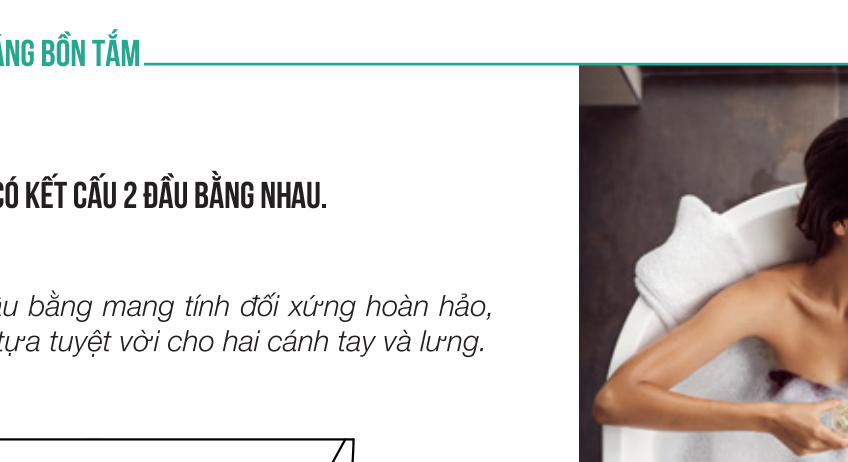 NG BỒN TẮM
CÓ KẾT CẤU 2 ĐẦU BẰNG NHAU.
bằng mang tính đối xứng hoàn hảo,
tựa tuyệt vời cho hai cánh tay và lưng.